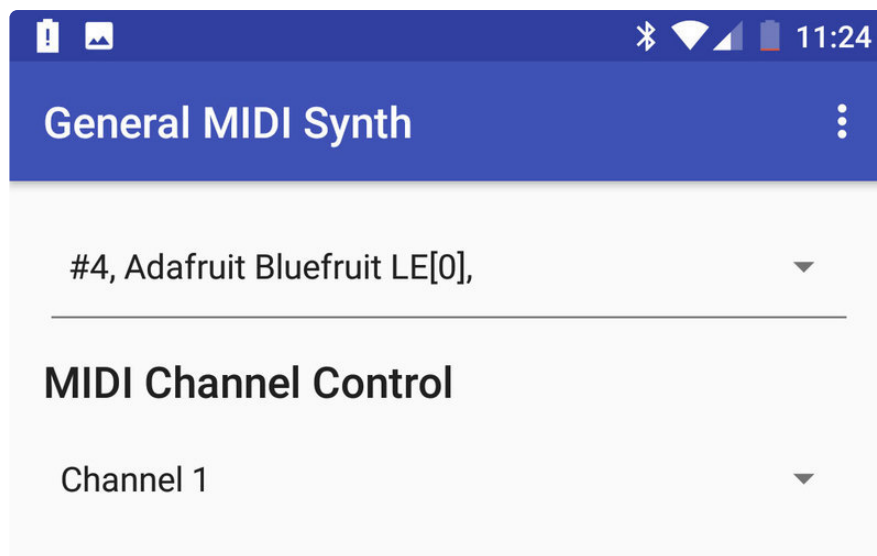 11:24
General MIDI Synth
#4, Adafruit Bluefruit LE[0],
MIDI Channel Control
Channel 1